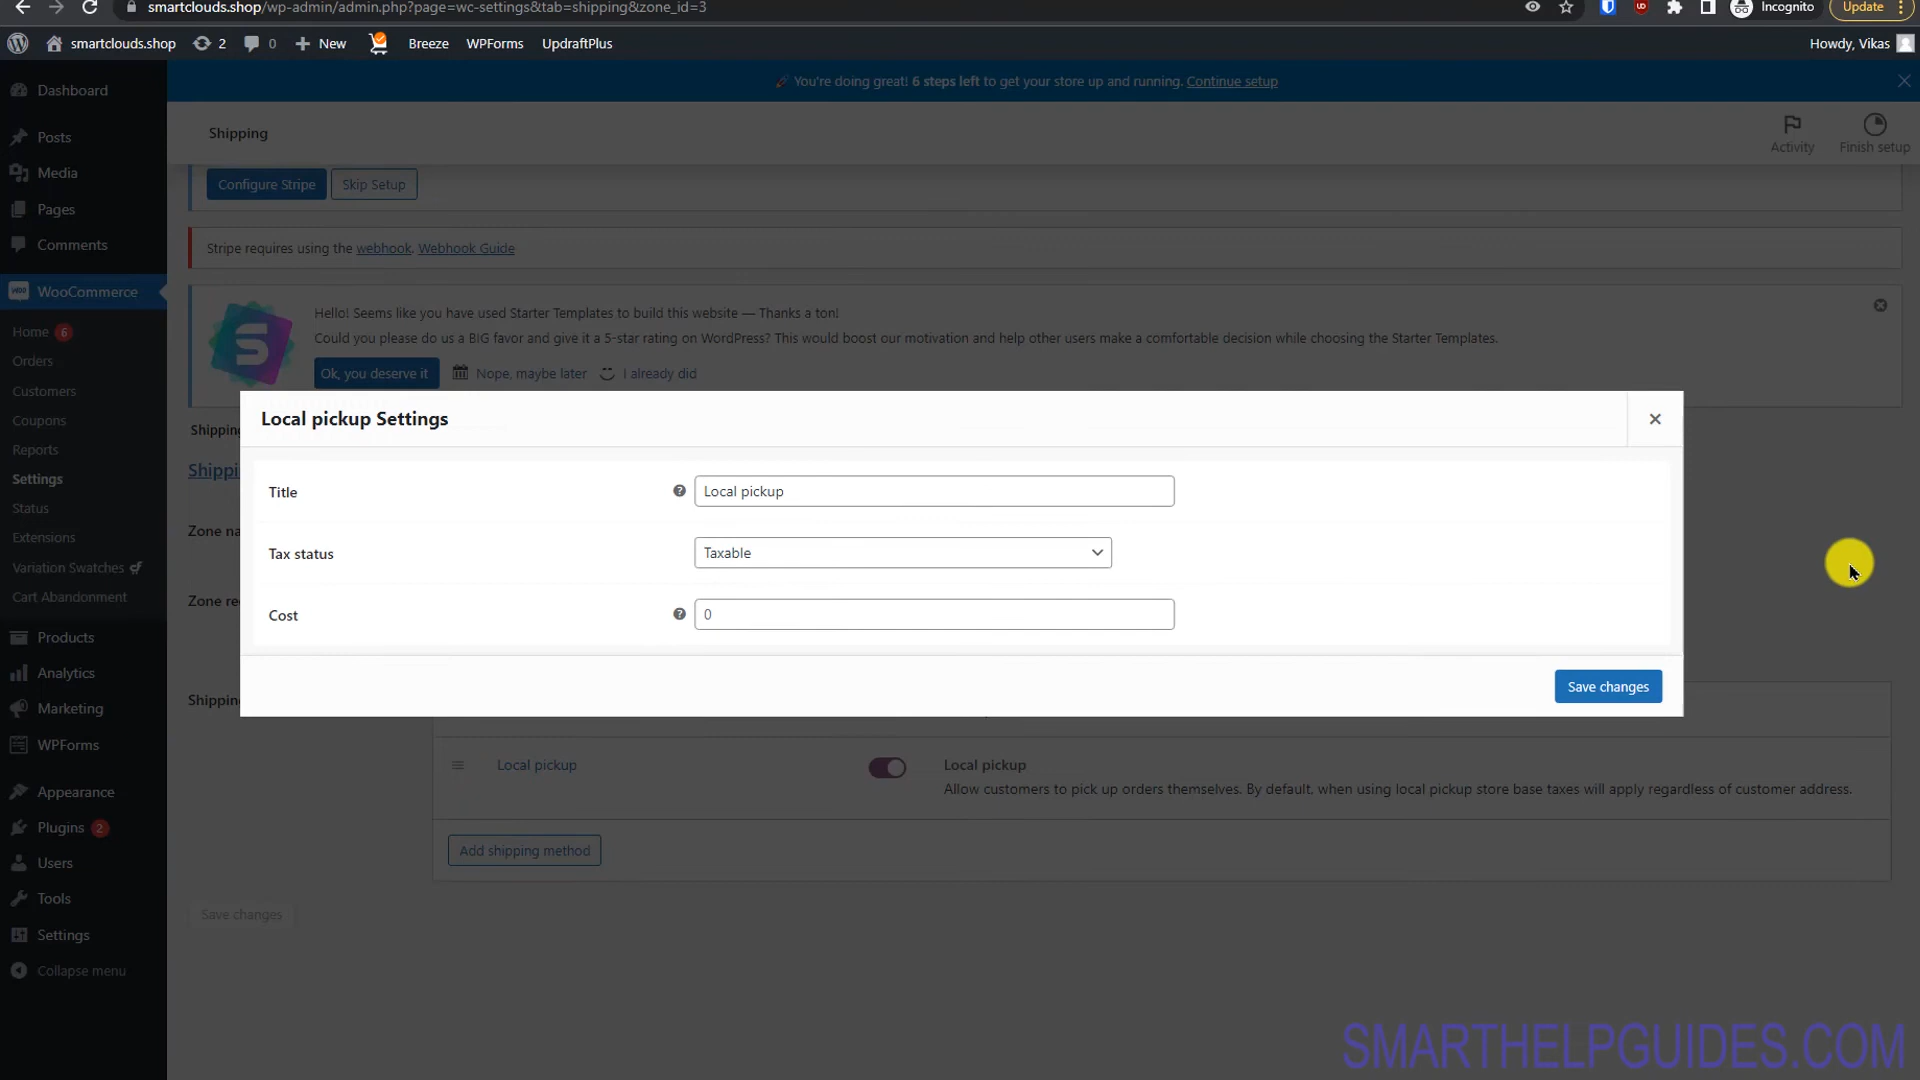 smartclouds.shop/wp-admin/admin.php?page=wc-settings&tab=shipping&zone_id=3
Incognito
Update
smartclouds.shop
2
0
New
Breeze
WPForms
UpdraftPlus
Howdy, Vikas
Dashboard
Posts
Media
Pages
Comments
WooCommerce
Home 6
Orders
Customers
Coupons
Reports
Settings
Status
Extensions
Variation Swatches
Cart Abandonment
Products
Analytics
Marketing
WPForms
Appearance
Plugins 2
Users
Tools
Settings
Collapse menu
You're doing great! 6 steps left to get your store up and running. Continue setup
Shipping
Activity
Finish setup
Configure Stripe
Skip Setup
Stripe requires using the webhook. Webhook Guide
Hello! Seems like you have used Starter Templates to build this website — Thanks a ton!
Could you please do us a BIG favor and give it a 5-star rating on WordPress? This would boost our motivation and help other users make a comfortable decision while choosing the Starter Templates.
Ok, you deserve it
Nope, maybe later
I already did
Local pickup Settings
Title
Local pickup
Tax status
Taxable
Cost
0
Save changes
Zone na
Zone re
Local pickup
Local pickup
Allow customers to pick up orders themselves. By default, when using local pickup store base taxes will apply regardless of customer address.
Add shipping method
Save changes
SMARTHELPGUIDES.COM